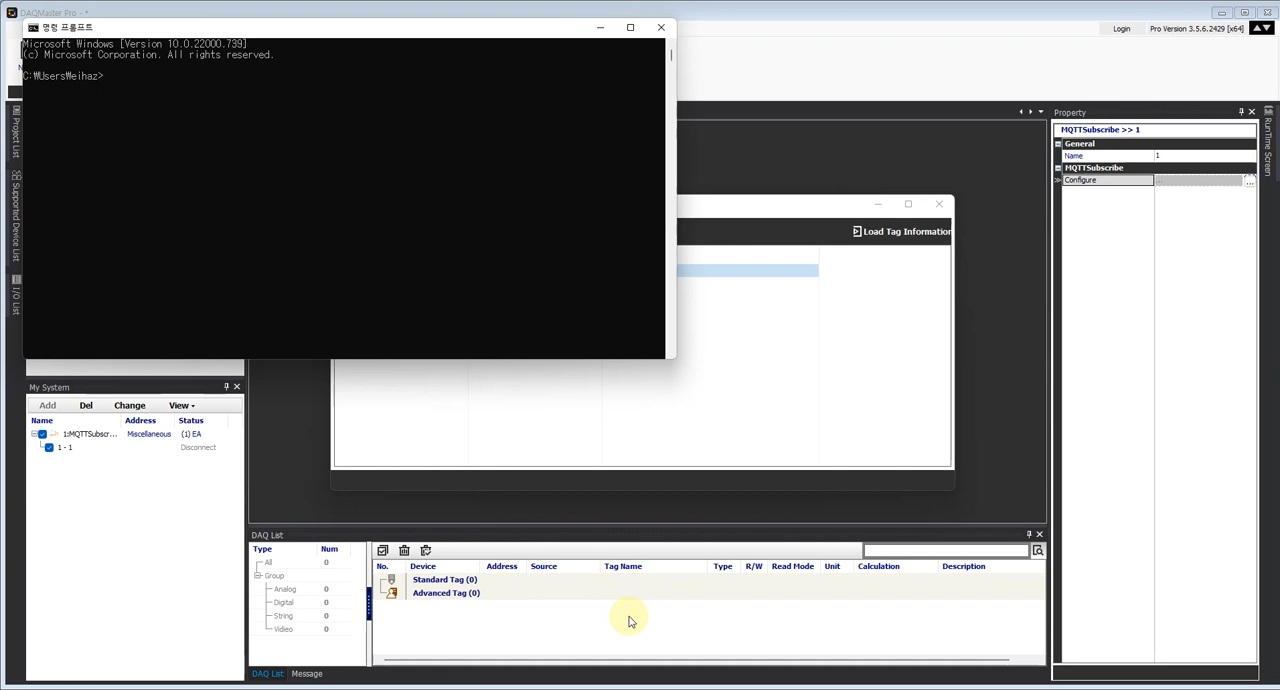 DAQMaster Pro - *
명령 프롬프트
Login
Pro Version 3.5.6.2429 [x64]
Microsoft Windows [Version 10.0.22000.739]
(c) Microsoft Corporation. All rights reserved.
C:₩Users₩eihaz>
Project List
Supported Device List
I/O List
Load Tag Information
Property
MQTTSubscribe >> 1
General
Name 1
MQTTSubscribe
Configure ...
RunTime Screen
My System
Add Del Change View
Name Address Status
1:MQTTSubscr... Miscellaneous (1) EA
1 - 1 Disconnect
DAQ List
Type Num
All 0
Group
Analog 0
Digital 0
String 0
Vidieo 0
No. Device Address Source Tag Name Type R/W Read Mode Unit Calculation Description
Standard Tag (0)
Advanced Tag (0)
DAQ List Message